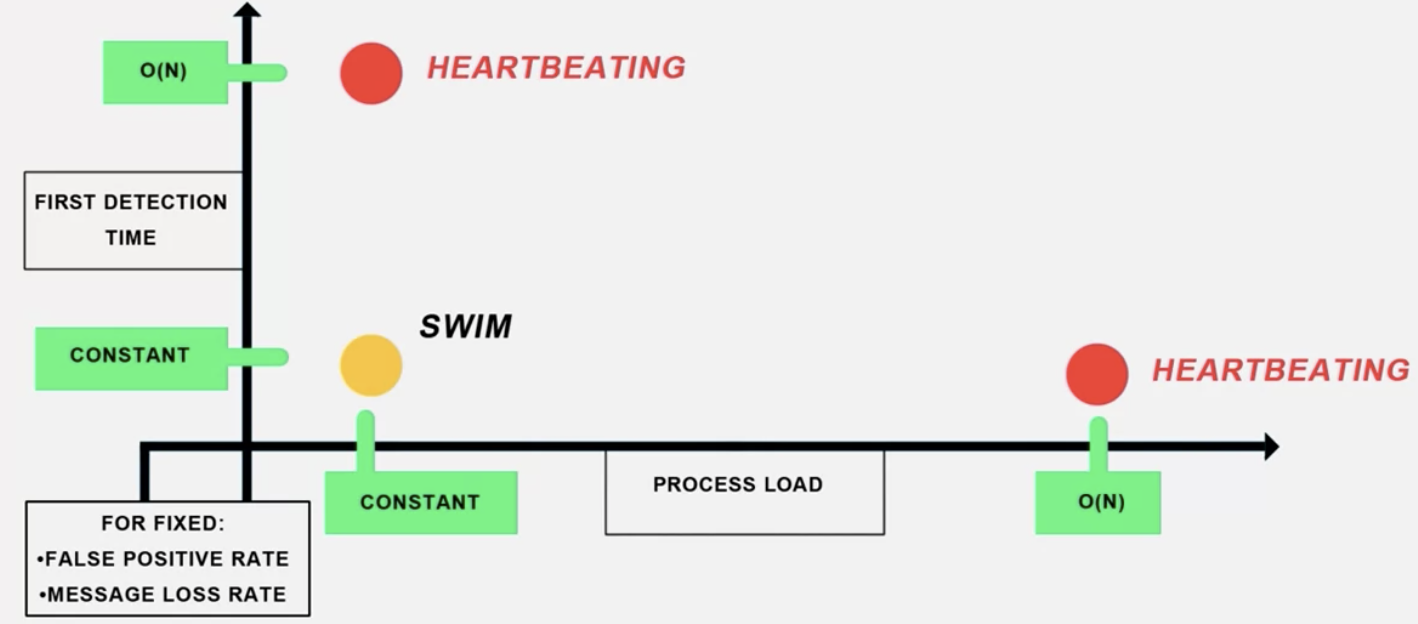 O(N)
HEARTBEATING
FIRST DETECTION
TIME
SWIM
CONSTANT
HEARTBEATING
PROCESS LOAD
CONSTANT
O(N)
FOR FIXED:
•FALSE POSITIVE RATE
•MESSAGE LOSS RATE